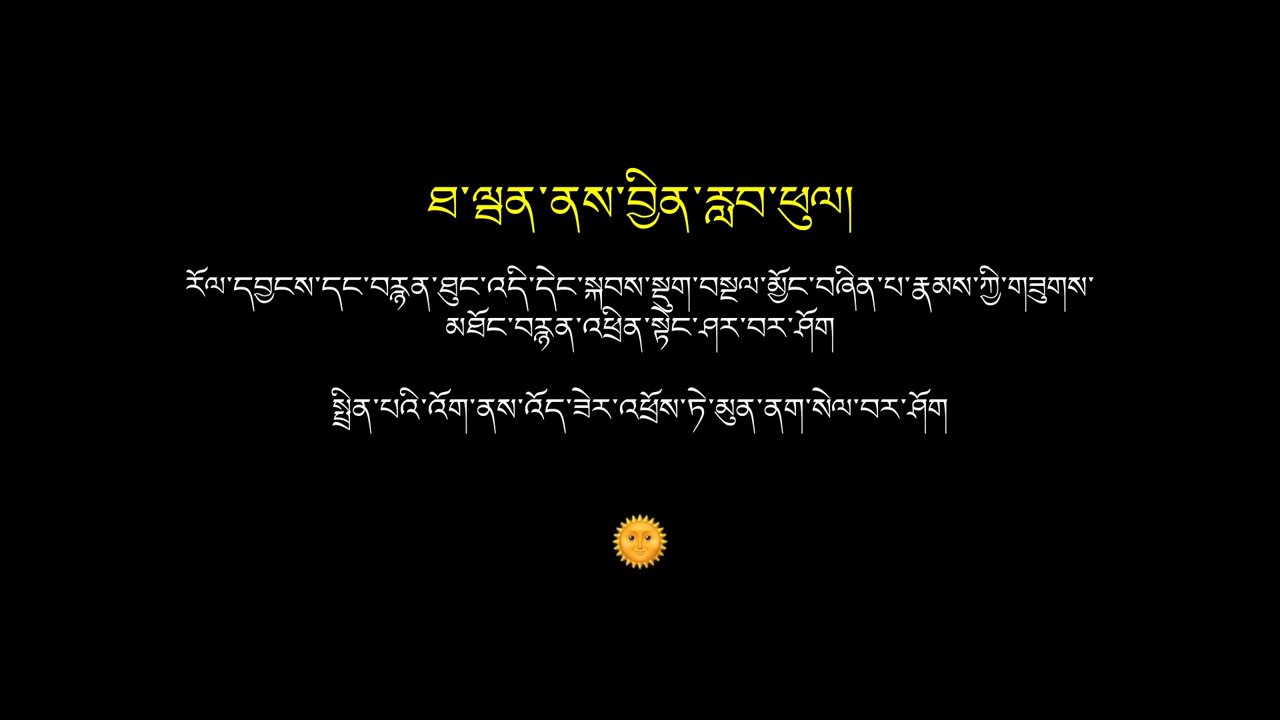 ཐ་ལྦན་ནས་བྱིན་རླབ་ཕུལ།
རོལ་དབྱངས་དང་བརྙན་ཐུང་འདི་དེང་སྐབས་སྡུག་བསྔལ་མྱོང་བཞིན་པ་རྣམས་ཀྱི་གཟུགས་
མཐོང་བརྙན་འཕྲིན་སྟེང་ཤར་བར་ཤོག
སྤྲིན་པའི་འོག་ནས་འོད་ཟེར་འཕྲོས་ཏེ་མུན་ནག་སེལ་བར་ཤོག